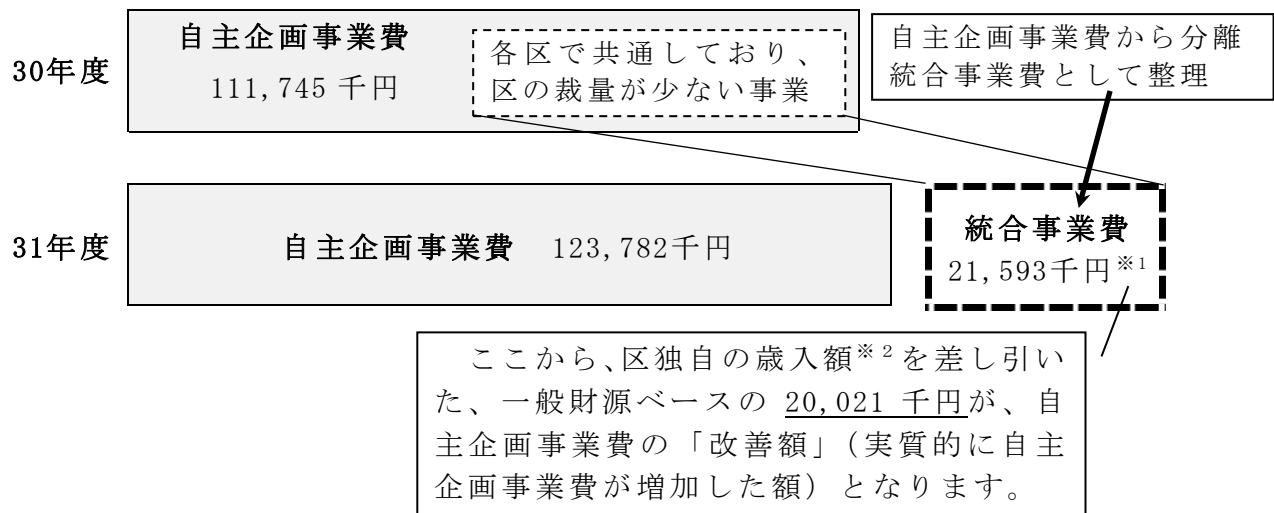 自主企画事業費
111,745 千円
30年度
各区で共通しており、
区の裁量が少ない事業
自主企画事業費から分離
統合事業費として整理
31年度
自主企画事業費 123,782千円
統合事業費
21,593千円※1
ここから、区独自の歳入額※2を差し引い
た、一般財源ベースの 20,021 千円が、自
主企画事業費の「改善額」(実質的に自主
企画事業費が増加した額)となります。